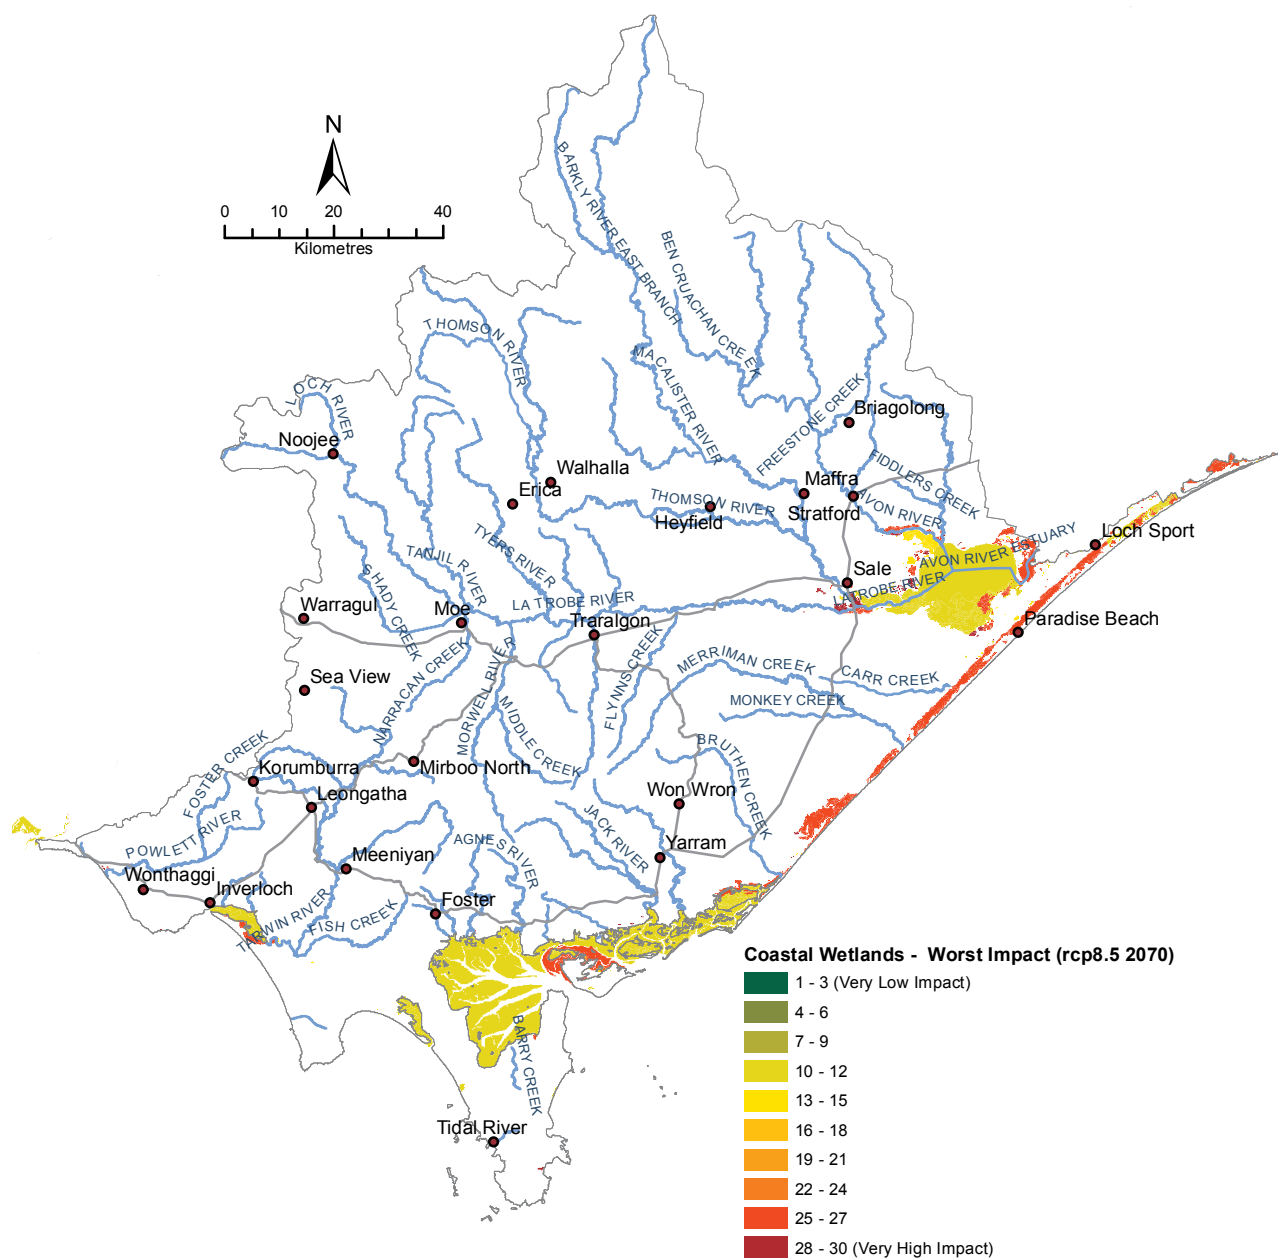 N
0 10 20 40
Kilometres
BARKLY RIVER EAST BRANCH
BEN CRUACHAN CREEK
THOMSON RIVER
MACALISTER RIVER
LOCH RIVER
FREESTONE CREEK
Briagolong
Noojee
Walhalla
FIDDLERS CREEK
Erica
Maffra
THOMSON RIVER
AVON RIVER
Heyfield
Stratford
TYERS RIVER
AVON RIVER ESTUARY
Loch Sport
TANJIL RIVER
SHADY CREEK
Sale
LATROBE RIVER
Warragul
Moe
LA TROBE RIVER
Traralgon
Paradise Beach
Sea View
NARRACAN CREEK
MORWELL RIVER
FLYNNS CREEK
MERRIMAN CREEK
CARR CREEK
MONKEY CREEK
MIDDLE CREEK
BRUTHEN CREEK
FOSTER CREEK
Korumburra
Mirboo North
Leongatha
Won Wron
POWLETT RIVER
JACK RIVER
Yarram
AGNES RIVER
Meeniyan
Wonthaggi
Inverloch
TARWIN RIVER
FISH CREEK
Foster
BARRY CREEK
Tidal River
Coastal Wetlands - Worst Impact (rcp8.5 2070)
1 - 3 (Very Low Impact)
4 - 6
7 - 9
10 - 12
13 - 15
16 - 18
19 - 21
22 - 24
25 - 27
28 - 30 (Very High Impact)